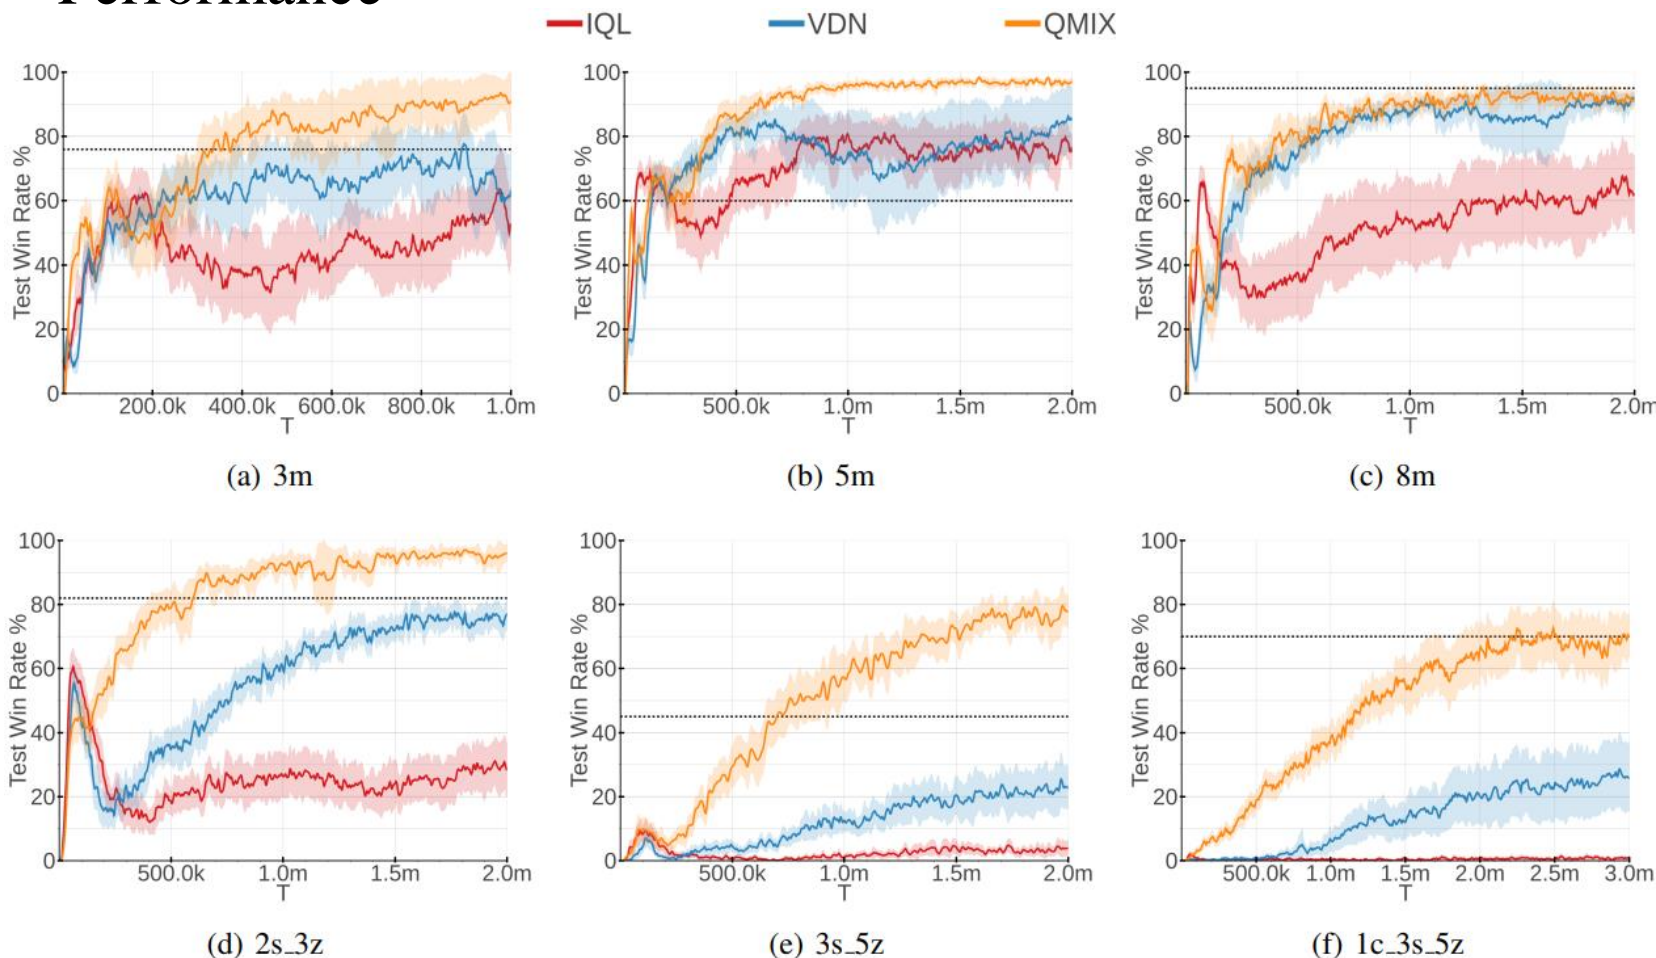 Performance
IQL VDN QMIX
100 100 100
80 80 80
60 60 60
40 40 40
20 20 20
0 0 0
Test Win Rate % Test Win Rate % Test Win Rate %
200.0k 400.0k 600.0k 800.0k 1.0m 500.0k 1.0m 1.5m 2.0m 500.0k 1.0m 1.5m 2.0m
T T T
(a) 3m (b) 5m (c) 8m
100 100 100
80 80 80
60 60 60
40 40 40
20 20 20
0 0 0
Test Win Rate % Test Win Rate % Test Win Rate %
500.0k 1.0m 1.5m 2.0m 500.0k 1.0m 1.5m 2.0m 500.0k 1.0m 1.5m 2.0m 2.5m 3.0m
T T T
(d) 2s_3z (e) 3s_5z (f) 1c_3s_5z